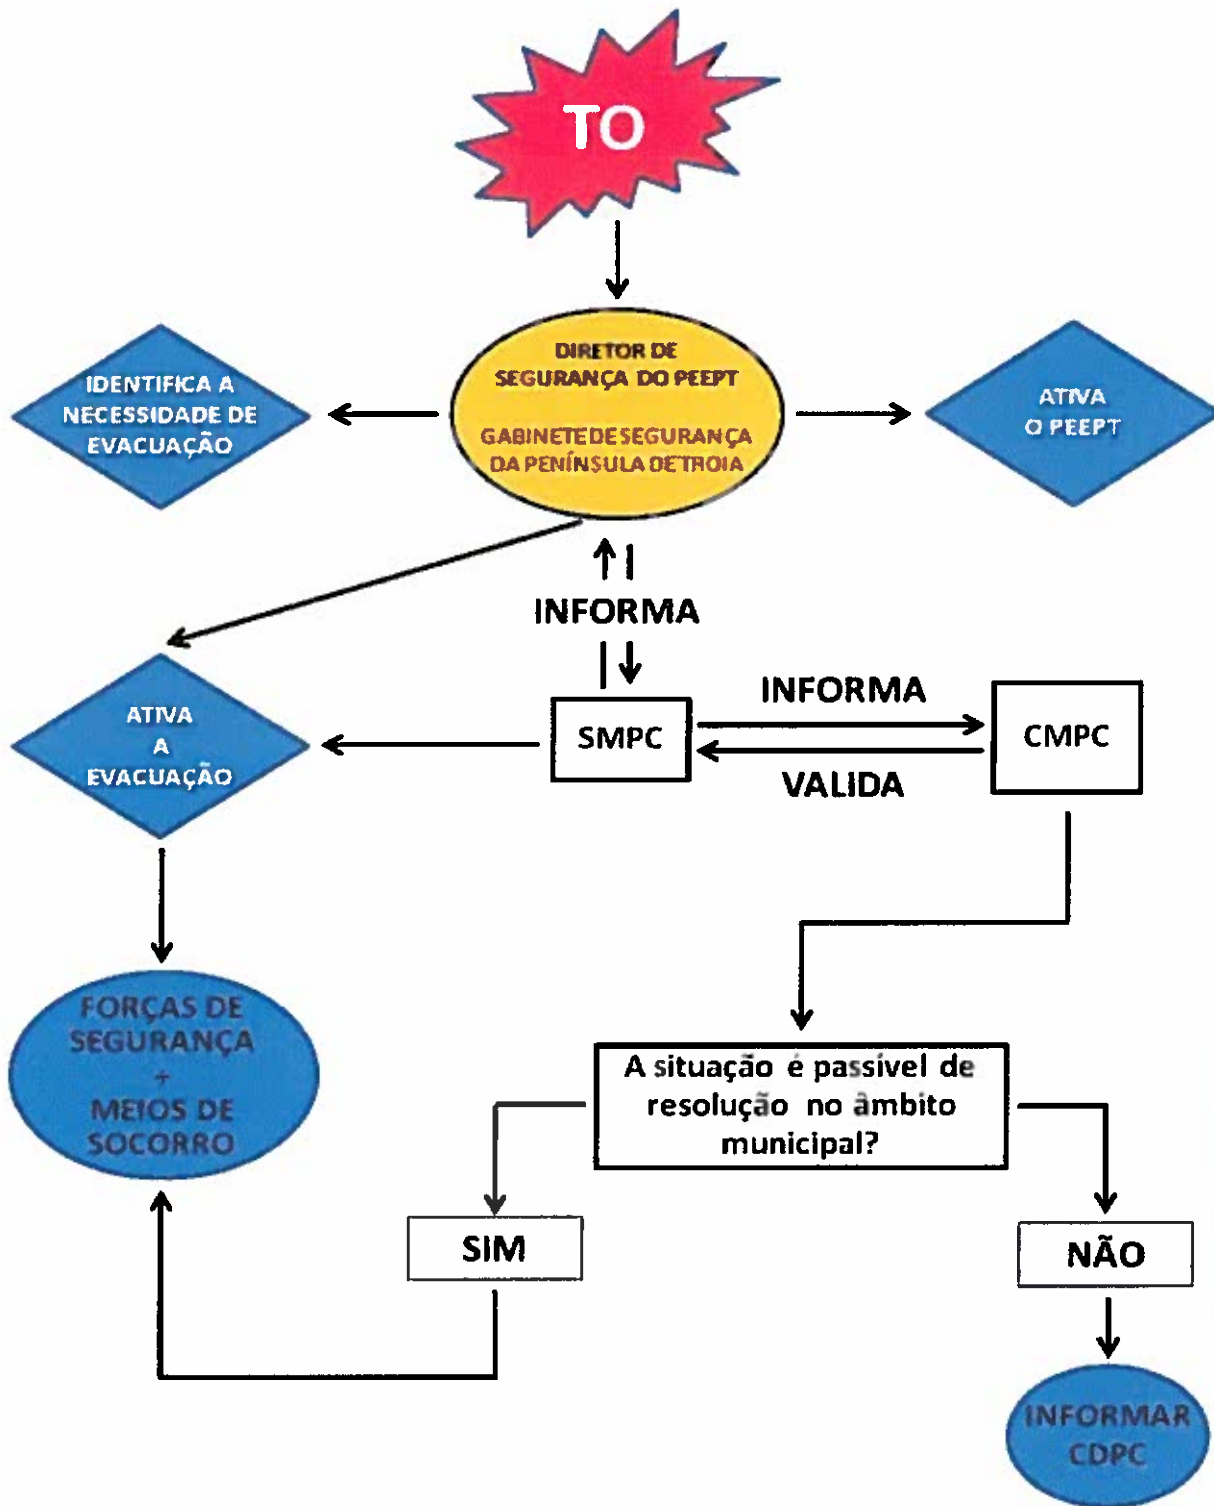 TO
DIRETOR DE
SEGURANÇA DO PEEPT
GABINETE DE SEGURANÇA
DA PENÍNSULA DE TROIA
IDENTIFICA A
NECESSIDADE DE
EVACUAÇÃO
ATIVA
O PEEPT
INFORMA
SMPC
INFORMA
VALIDA
CMPC
ATIVA
A
EVACUAÇÃO
FORÇAS DE
SEGURANÇA
+
MEIOS DE
SOCORRO
A situação é passível de
resolução no âmbito
municipal?
SIM
NÃO
INFORMAR
CDPC